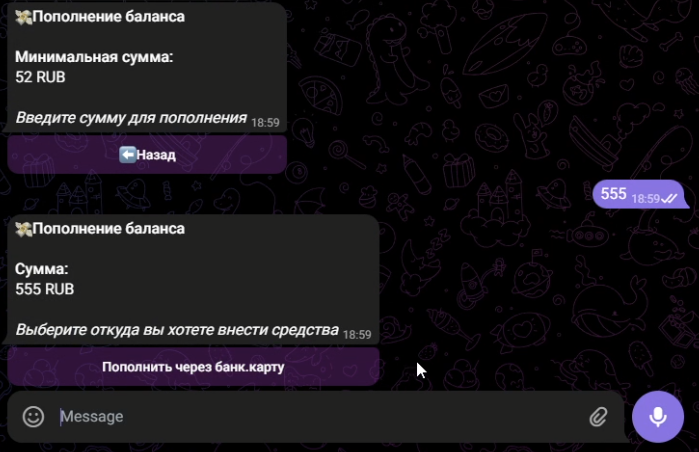 💸Пополнение баланса
Минимальная сумма:
52 RUB
Введите сумму для пополнения 18:59
⬅️Назад
555 18:59
💸Пополнение баланса
Сумма:
555 RUB
Выберите откуда вы хотете внести средства 18:59
Пополнить через банк.карту
Message